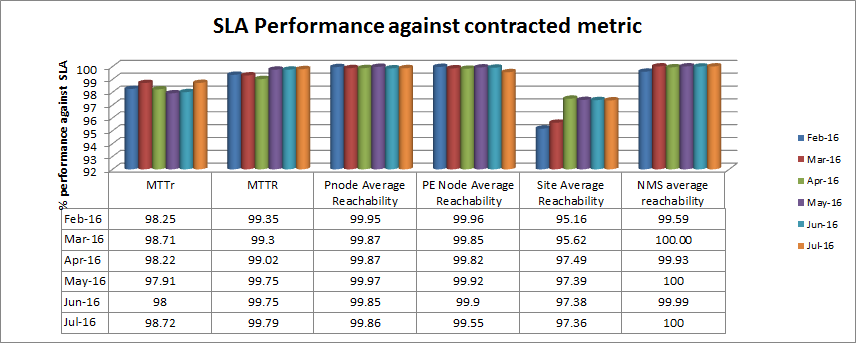 SLA Performance against contracted metric
% performance against SLA
100
99
98
97
96
95
94
93
92
MTTr MTTR Pnode Average Reachability PE Node Average Reachability Site Average Reachability NMS average reachability
Feb-16 98.25 99.35 99.95 99.96 95.16 99.59
Mar-16 98.71 99.3 99.87 99.85 95.62 100.00
Apr-16 98.22 99.02 99.87 99.82 97.49 99.93
May-16 97.91 99.75 99.97 99.92 97.39 100
Jun-16 98 99.75 99.85 99.9 97.38 99.99
Jul-16 98.72 99.79 99.86 99.55 97.36 100
Feb-16
Mar-16
Apr-16
May-16
Jun-16
Jul-16